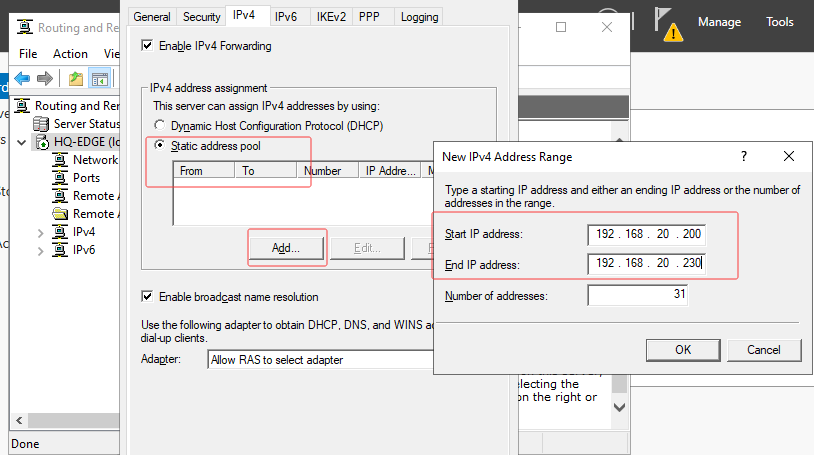 General Security IPv4 IPv6 IKEv2 PPP Logging
Manage Tools
Routing and Re
File Action Vie
Enable IPv4 Forwarding
IPv4 address assignment
This server can assign IPv4 addresses by using:
Dynamic Host Configuration Protocol (DHCP)
Static address pool
From To Number IP Addre... M
Add... Edit...
Enable broadcast name resolution
Use the following adapter to obtain DHCP, DNS, and WINS a
dial-up clients.
Adapter: Allow RAS to select adapter
Routing and Re
Server Status
HQ-EDGE (lo
Network
Ports
Remote A
Remote A
IPv4
IPv6
Done
New IPv4 Address Range
Type a starting IP address and either an ending IP address or the number of
addresses in the range.
Start IP address: 192 . 168 . 20 . 200
End IP address: 192 . 168 . 20 . 230
Number of addresses: 31
OK Cancel
electing the
on the right or